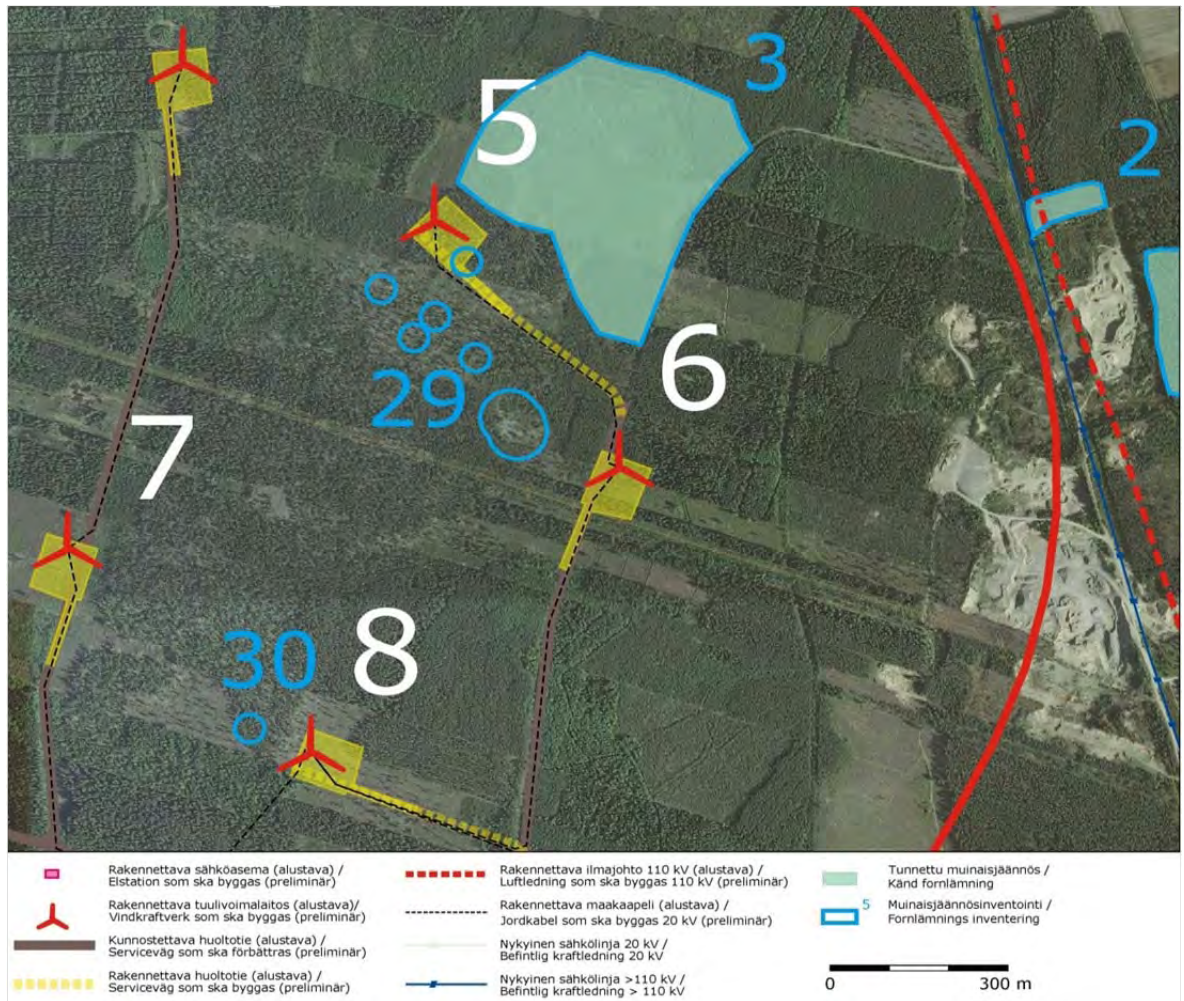 3
5
2
6
29
7
8
30
Rakennettava sähköasema (alustava) /
Elstation som ska byggas (preliminär)
Rakennettava tuulivoimalaitos (alustava)/
Vindkraftverk som ska byggas (preliminär)
Kunnostettava huoltotie (alustava) /
Serviceväg som ska förbättras (preliminär)
Rakennettava huoltotie (alustava) /
Serviceväg som ska byggas (preliminär)
Rakennettava ilmajohto 110 kV (alustava) /
Luftledning som ska byggas 110 kV (preliminär)
Rakennettava maakaapeli (alustava) /
Jordkabel som ska byggas 20 kV (preliminär)
Nykyinen sähkölinja 20 kV /
Befintlig kraftledning 20 kV
Nykyinen sähkölinja >110 kV /
Befintlig kraftledning > 110 kV
Tunnettu muinaisjäännös /
Känd fornlämning
5 Muinaisjäännösinventointi /
Fornlämnings inventering
0 300 m